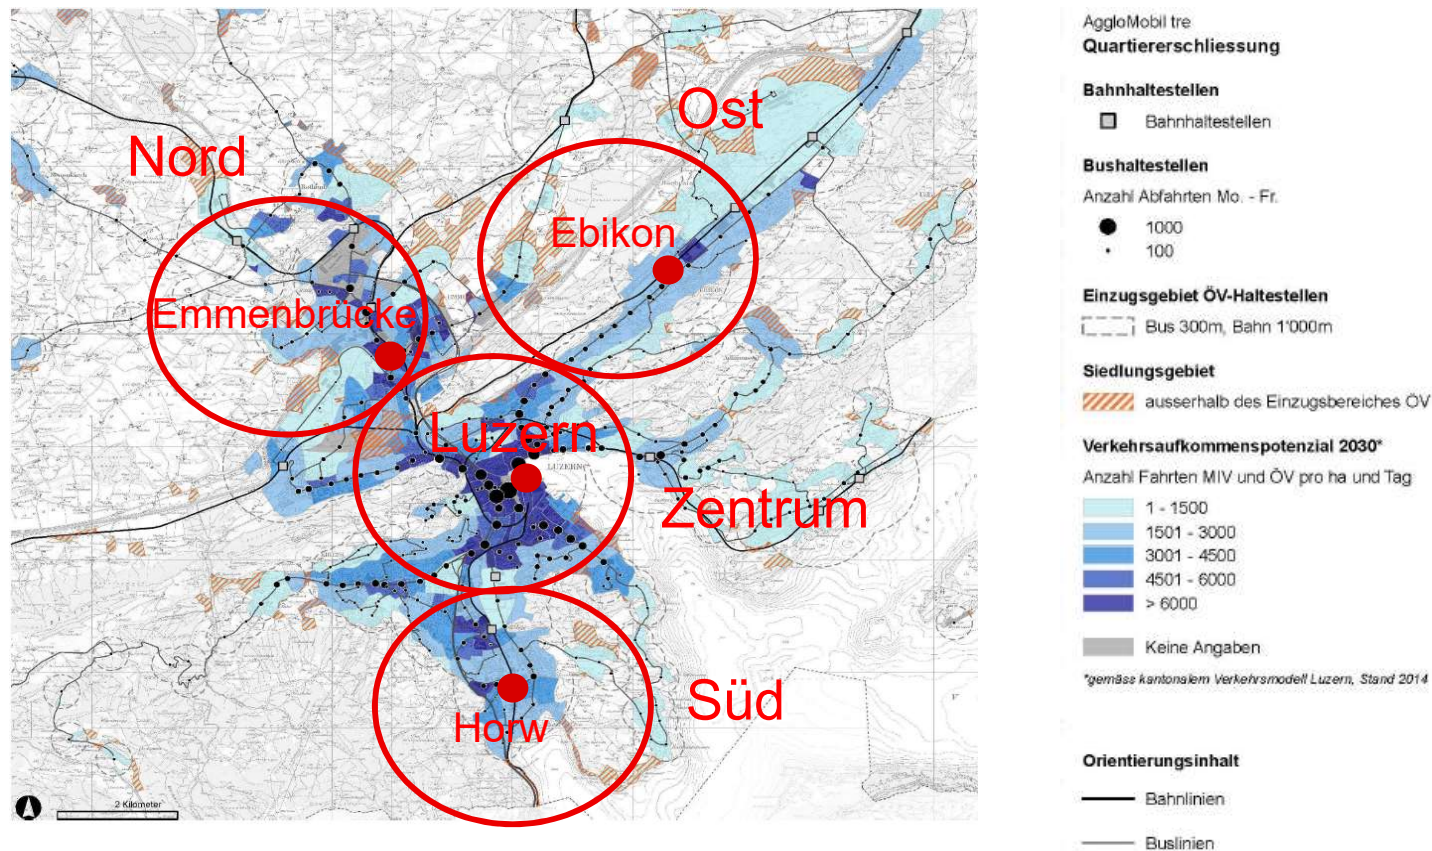 Nord
Ost
Ebikon
Emmenbrücke
Luzern
LUZERN
Zentrum
Süd
Horw
2 Kilometer
AggloMobil tre
Quartiererschliessung
Bahnhaltestellen
Bahnhaltestellen
Bushaltestellen
Anzahl Abfahrten Mo. - Fr.
1000
100
Einzugsgebiet ÖV-Haltestellen
Bus 300m, Bahn 1'000m
Siedlungsgebiet
ausserhalb des Einzugsbereiches ÖV
Verkehrsaufkommenspotenzial 2030*
Anzahl Fahrten MIV und ÖV pro ha und Tag
1 - 1500
1501 - 3000
3001 - 4500
4501 - 6000
> 6000
Keine Angaben
*gemäss kantonalem Verkehrsmodell Luzern, Stand 2014
Orientierungsinhalt
Bahnlinien
Buslinien